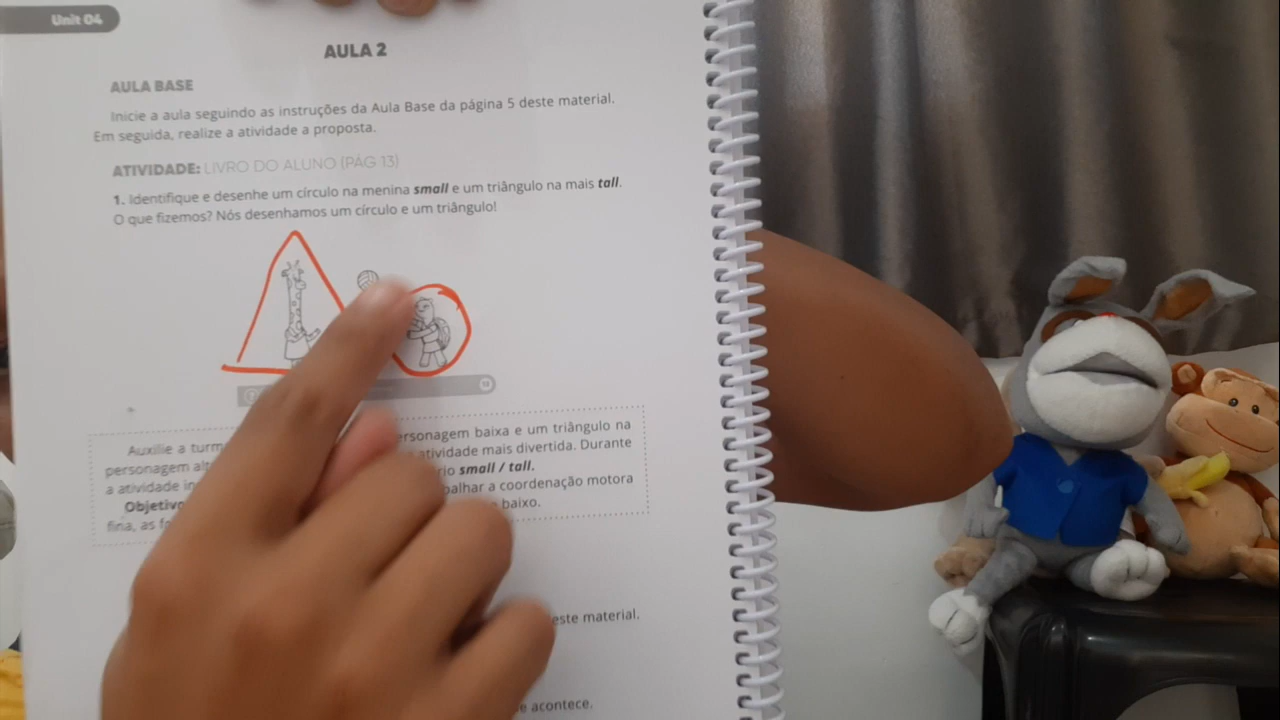 Unit 04
AULA 2
AULA BASE
Inicie a aula seguindo as instruções da Aula Base da página 5 deste material.
Em seguida, realize a atividade a proposta.
ATIVIDADE: LIVRO DO ALUNO (PÁG 13)
1. Identifique e desenhe um círculo na menina small e um triângulo na mais tall.
O que fizemos? Nós desenhamos um círculo e um triângulo!
Auxilie a turm ersonagem baixa e um triângulo na
personagem alt atividade mais divertida. Durante
a atividade in rio small / tall.
Objetivo balhar a coordenação motora
fina, as baixo.
este material.
e acontece.